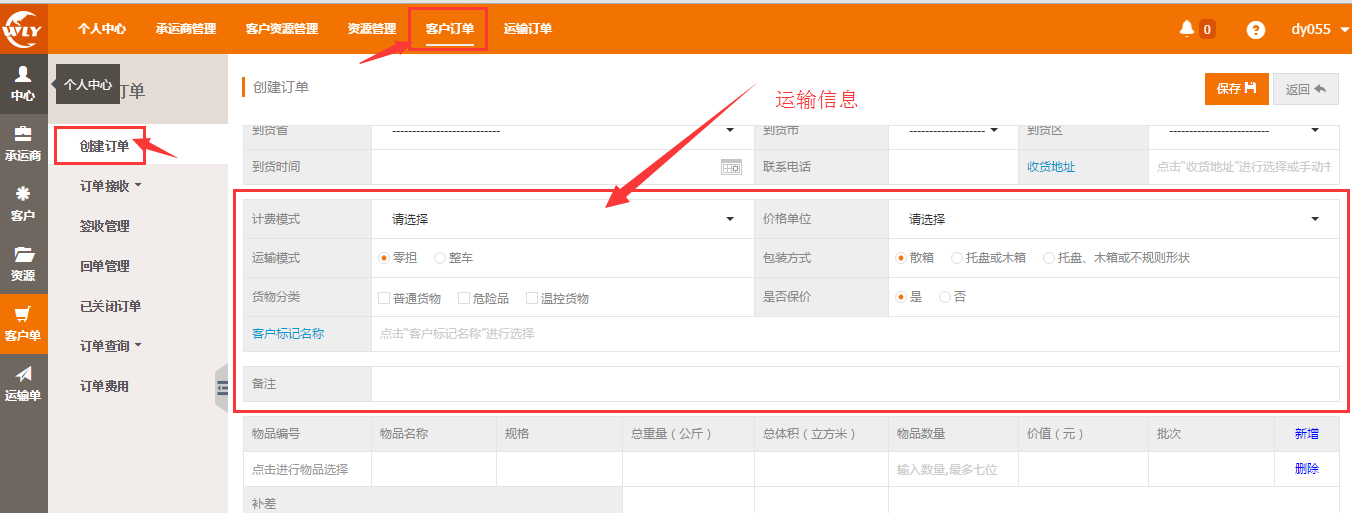 WLY 个人中心 承运商管理 客户资源管理 资源管理 客户订单 运输订单 0 ? dy055
中心
承运商
客户
资源
客户单
运输单
个人中心 订单
创建订单
订单接收
签收管理
回单管理
已关闭订单
订单查询
订单费用
创建订单 运输信息 保存 返回
到货省 --------------------------- 到货市 ------------------- 到货区 -------------------------
到货时间 联系电话 收货地址 点击"收货地址"进行选择或手动书
计费模式 请选择 价格单位 请选择
运输模式 零担 整车 包装方式 散箱 托盘或木箱 托盘、木箱或不规则形状
货物分类 普通货物 危险品 温控货物 是否保价 是 否
客户标记名称 点击"客户标记名称"进行选择
备注
物品编号 物品名称 规格 总重量（公斤） 总体积（立方米） 物品数量 价值（元） 批次 新增
点击进行物品选择 输入数量,最多七位 删除
补差